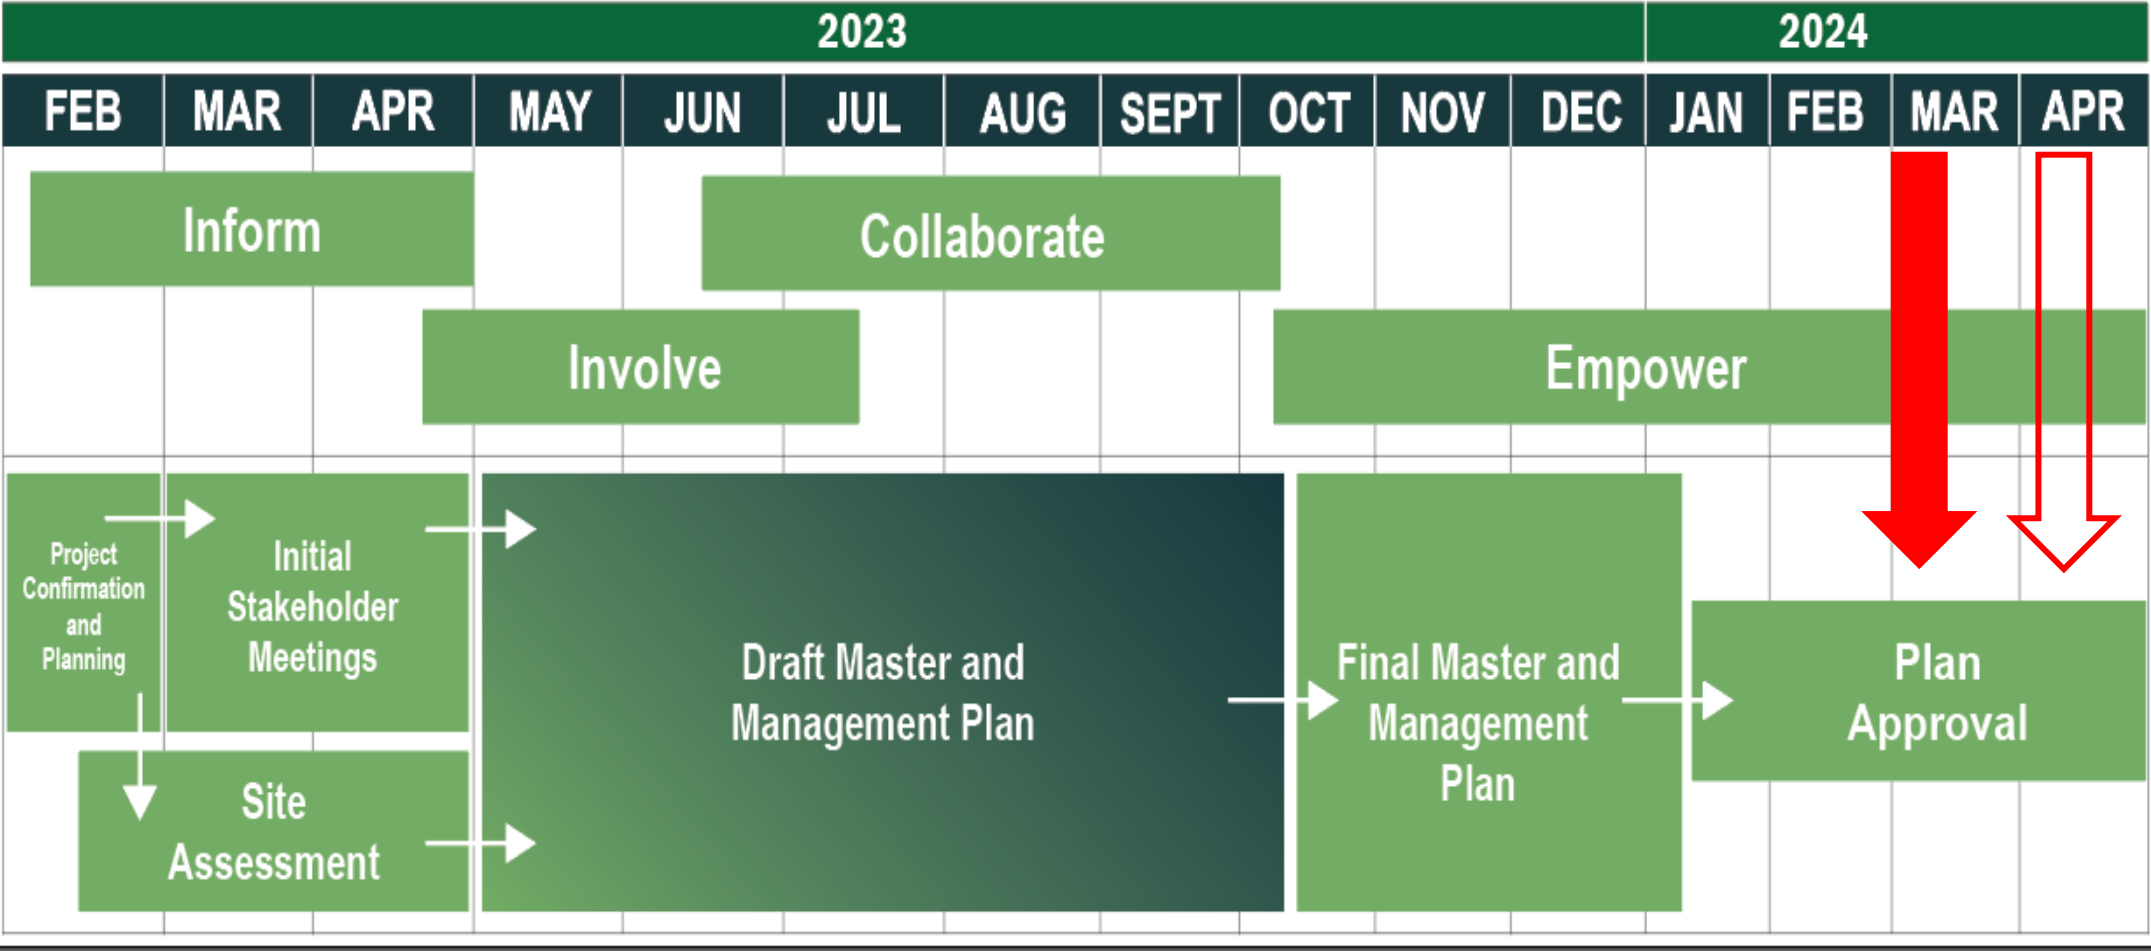 2023 2024
FEB MAR APR MAY JUN JUL AUG SEPT OCT NOV DEC JAN FEB MAR APR
Inform
Collaborate
Involve
Empower
Project
Confirmation
and
Planning
Initial
Stakeholder
Meetings
Site
Assessment
Draft Master and
Management Plan
Final Master and
Management
Plan
Plan
Approval